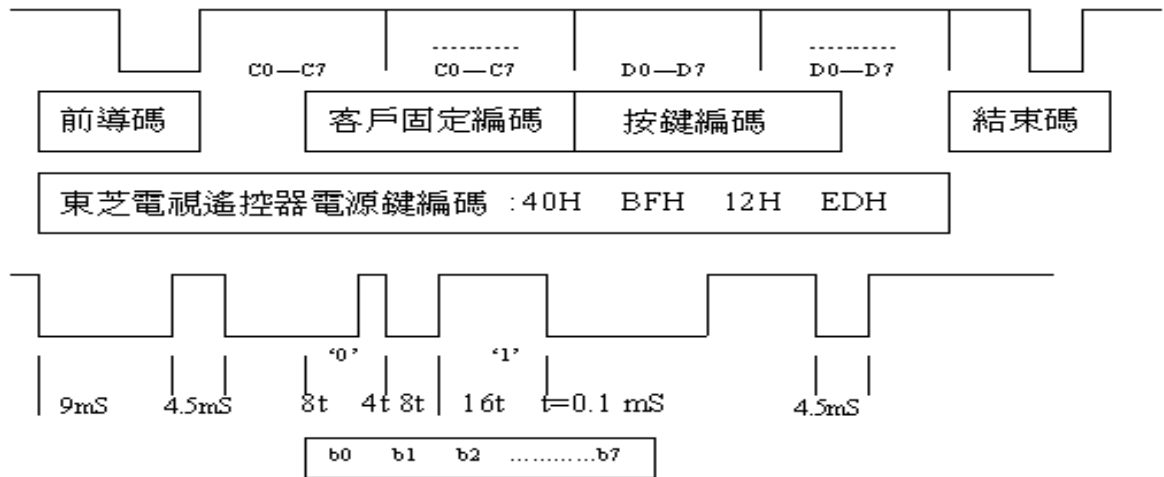 C0—C7 C0—C7 D0—D7 D0—D7
前導碼 客戶固定編碼 按鍵編碼 結束碼
東芝電視遙控器電源鍵編碼 :40H BFH 12H EDH
‘0’ ‘1’
9mS 4.5mS 8t 4t 8t 16t t=0.1 mS 4.5mS
b0 b1 b2 …………b7